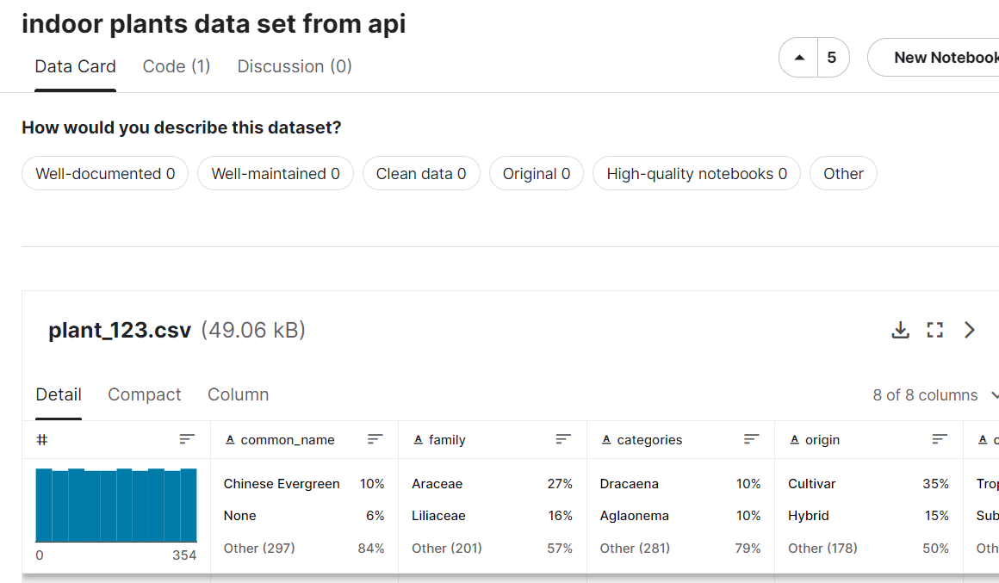 indoor plants data set from api
Data Card Code (1) Discussion (0)
5 New Notebook
How would you describe this dataset?
Well-documented 0 Well-maintained 0 Clean data 0 Original 0 High-quality notebooks 0 Other
plant_123.csv (49.06 kB)
Detail Compact Column 8 of 8 columns
# A common_name A family A categories A origin A
Chinese Evergreen 10% Araceae 27% Dracaena 10% Cultivar 35% Trop
None 6% Liliaceae 16% Aglaonema 10% Hybrid 15% Sub
Other (297) 84% Other (201) 57% Other (281) 79% Other (178) 50% Oth
0 354